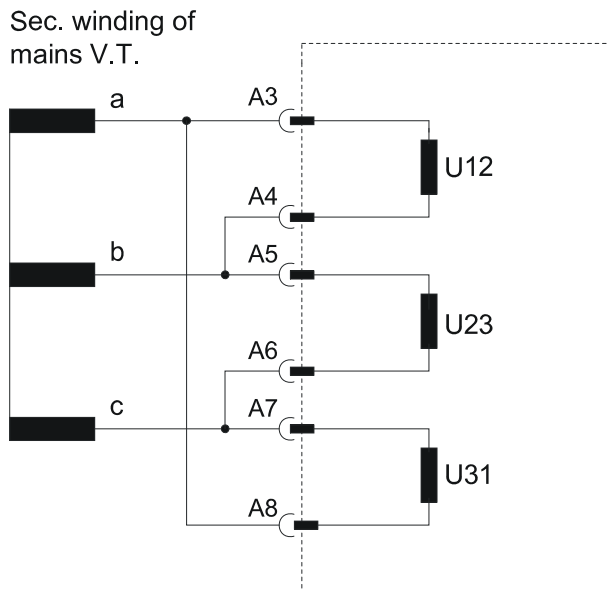 Sec. winding of
mains V.T.
a
A3
U12
A4
b
A5
U23
A6
c
A7
U31
A8